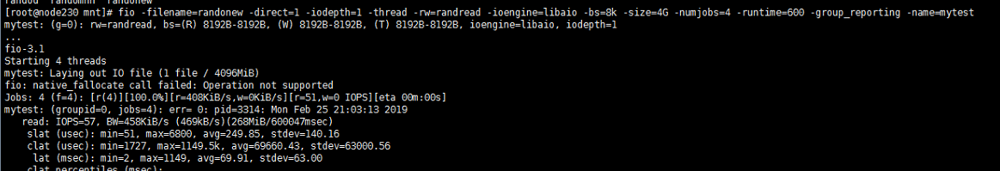 [root@node230 mnt]# fio -filename=randonew -direct=1 -iodepth=1 -thread -rw=randread -ioengine=libaio -bs=8k -size=4G -numjobs=4 -runtime=600 -group_reporting -name=mytest
mytest: (g=0): rw=randread, bs=(R) 8192B-8192B, (W) 8192B-8192B, (T) 8192B-8192B, ioengine=libaio, iodepth=1
...
fio-3.1
Starting 4 threads
mytest: Laying out IO file (1 file / 4096MiB)
fio: native_fallocate call failed: Operation not supported
Jobs: 4 (f=4): [r(4)][100.0%][r=408KiB/s,w=0KiB/s][r=51,w=0 IOPS][eta 00m:00s]
mytest: (groupid=0, jobs=4): err= 0: pid=3314: Mon Feb 25 21:03:13 2019
read: IOPS=57, BW=458KiB/s (469kB/s)(268MiB/600047msec)
slat (usec): min=51, max=6800, avg=249.85, stdev=140.16
clat (usec): min=1727, max=1149.5k, avg=69660.43, stdev=63000.56
lat (msec): min=2, max=1149, avg=69.91, stdev=63.00
clat percentiles (msec):